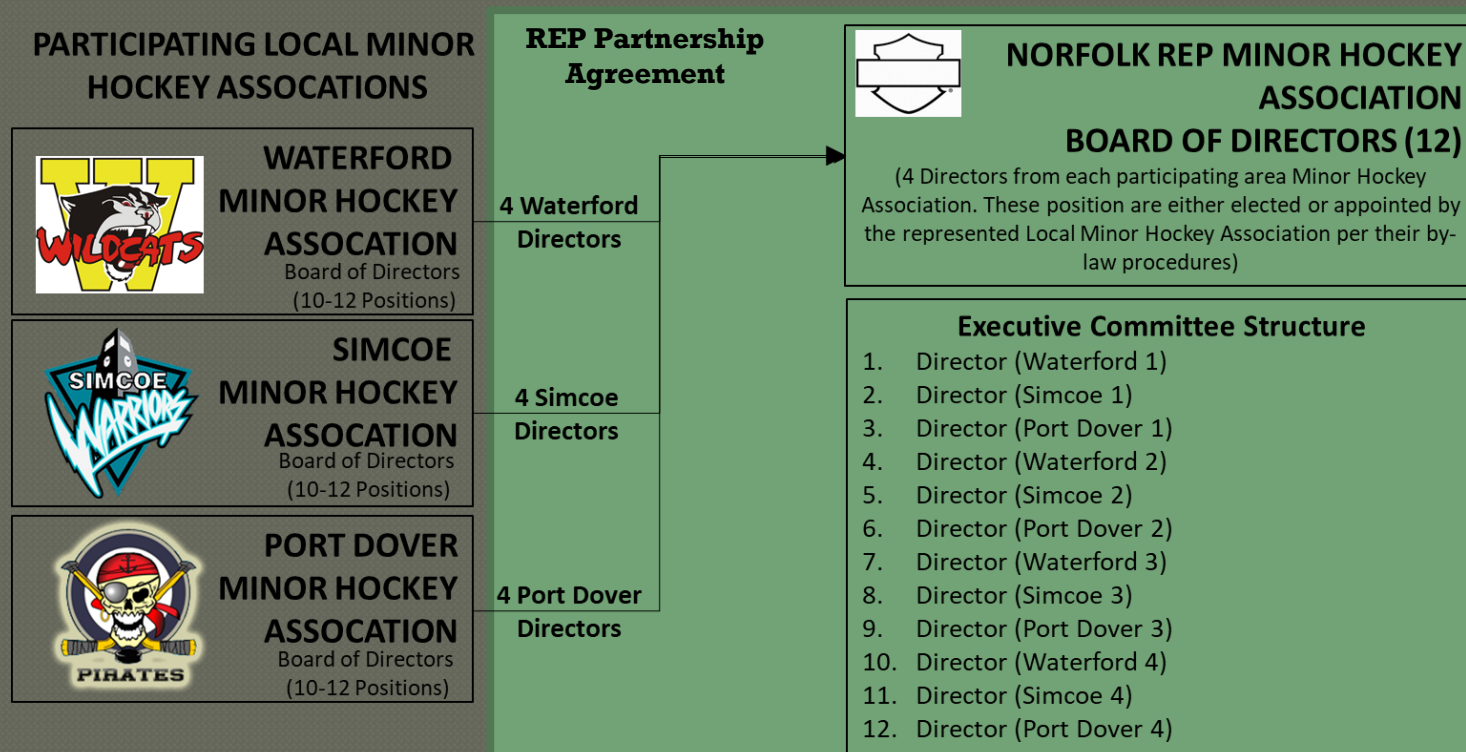 PARTICIPATING LOCAL MINOR
HOCKEY ASSOCATIONS
WILDCATS
WATERFORD
MINOR HOCKEY
ASSOCATION
Board of Directors
(10-12 Positions)
SIMCOE
WARRIORS
SIMCOE
MINOR HOCKEY
ASSOCATION
Board of Directors
(10-12 Positions)
PIRATES
PORT DOVER
MINOR HOCKEY
ASSOCATION
Board of Directors
(10-12 Positions)
REP Partnership
Agreement
4 Waterford
Directors
4 Simcoe
Directors
4 Port Dover
Directors
NORFOLK REP MINOR HOCKEY
ASSOCIATION
BOARD OF DIRECTORS (12)
(4 Directors from each participating area Minor Hockey
Association. These position are either elected or appointed by
the represented Local Minor Hockey Association per their by-
law procedures)
Executive Committee Structure
1. Director (Waterford 1)
2. Director (Simcoe 1)
3. Director (Port Dover 1)
4. Director (Waterford 2)
5. Director (Simcoe 2)
6. Director (Port Dover 2)
7. Director (Waterford 3)
8. Director (Simcoe 3)
9. Director (Port Dover 3)
10. Director (Waterford 4)
11. Director (Simcoe 4)
12. Director (Port Dover 4)